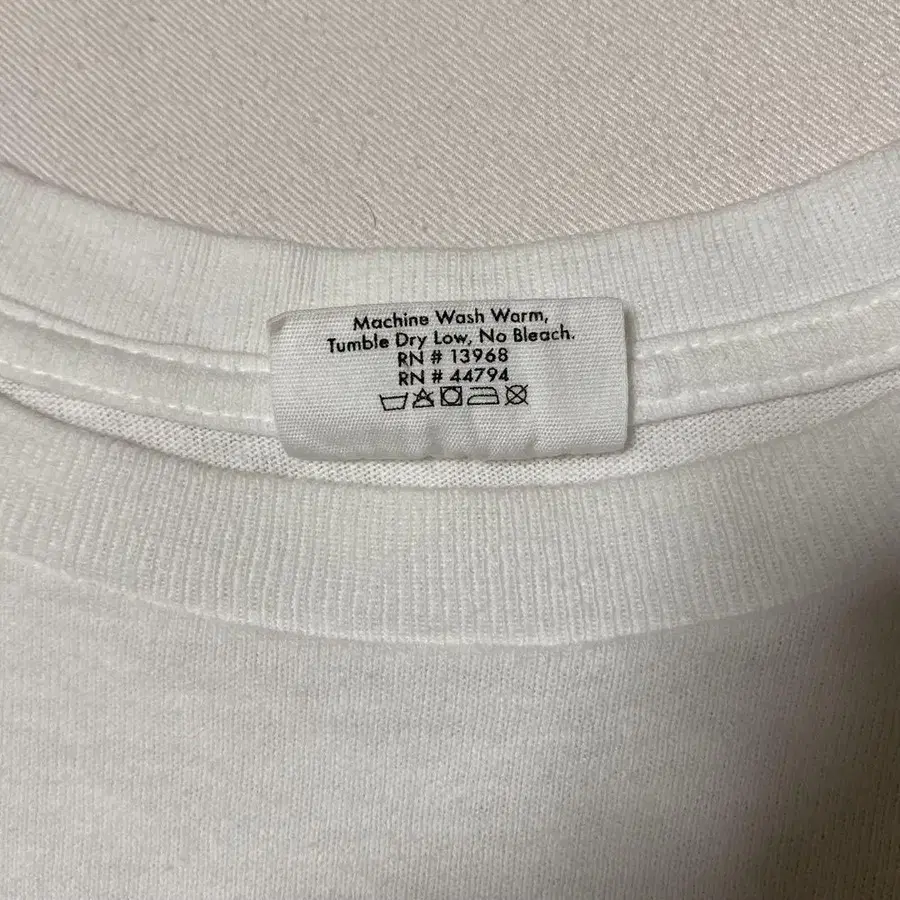 Machine Wash Warm,
Tumble Dry Low, No Bleach.
RN # 13968
RN # 44794